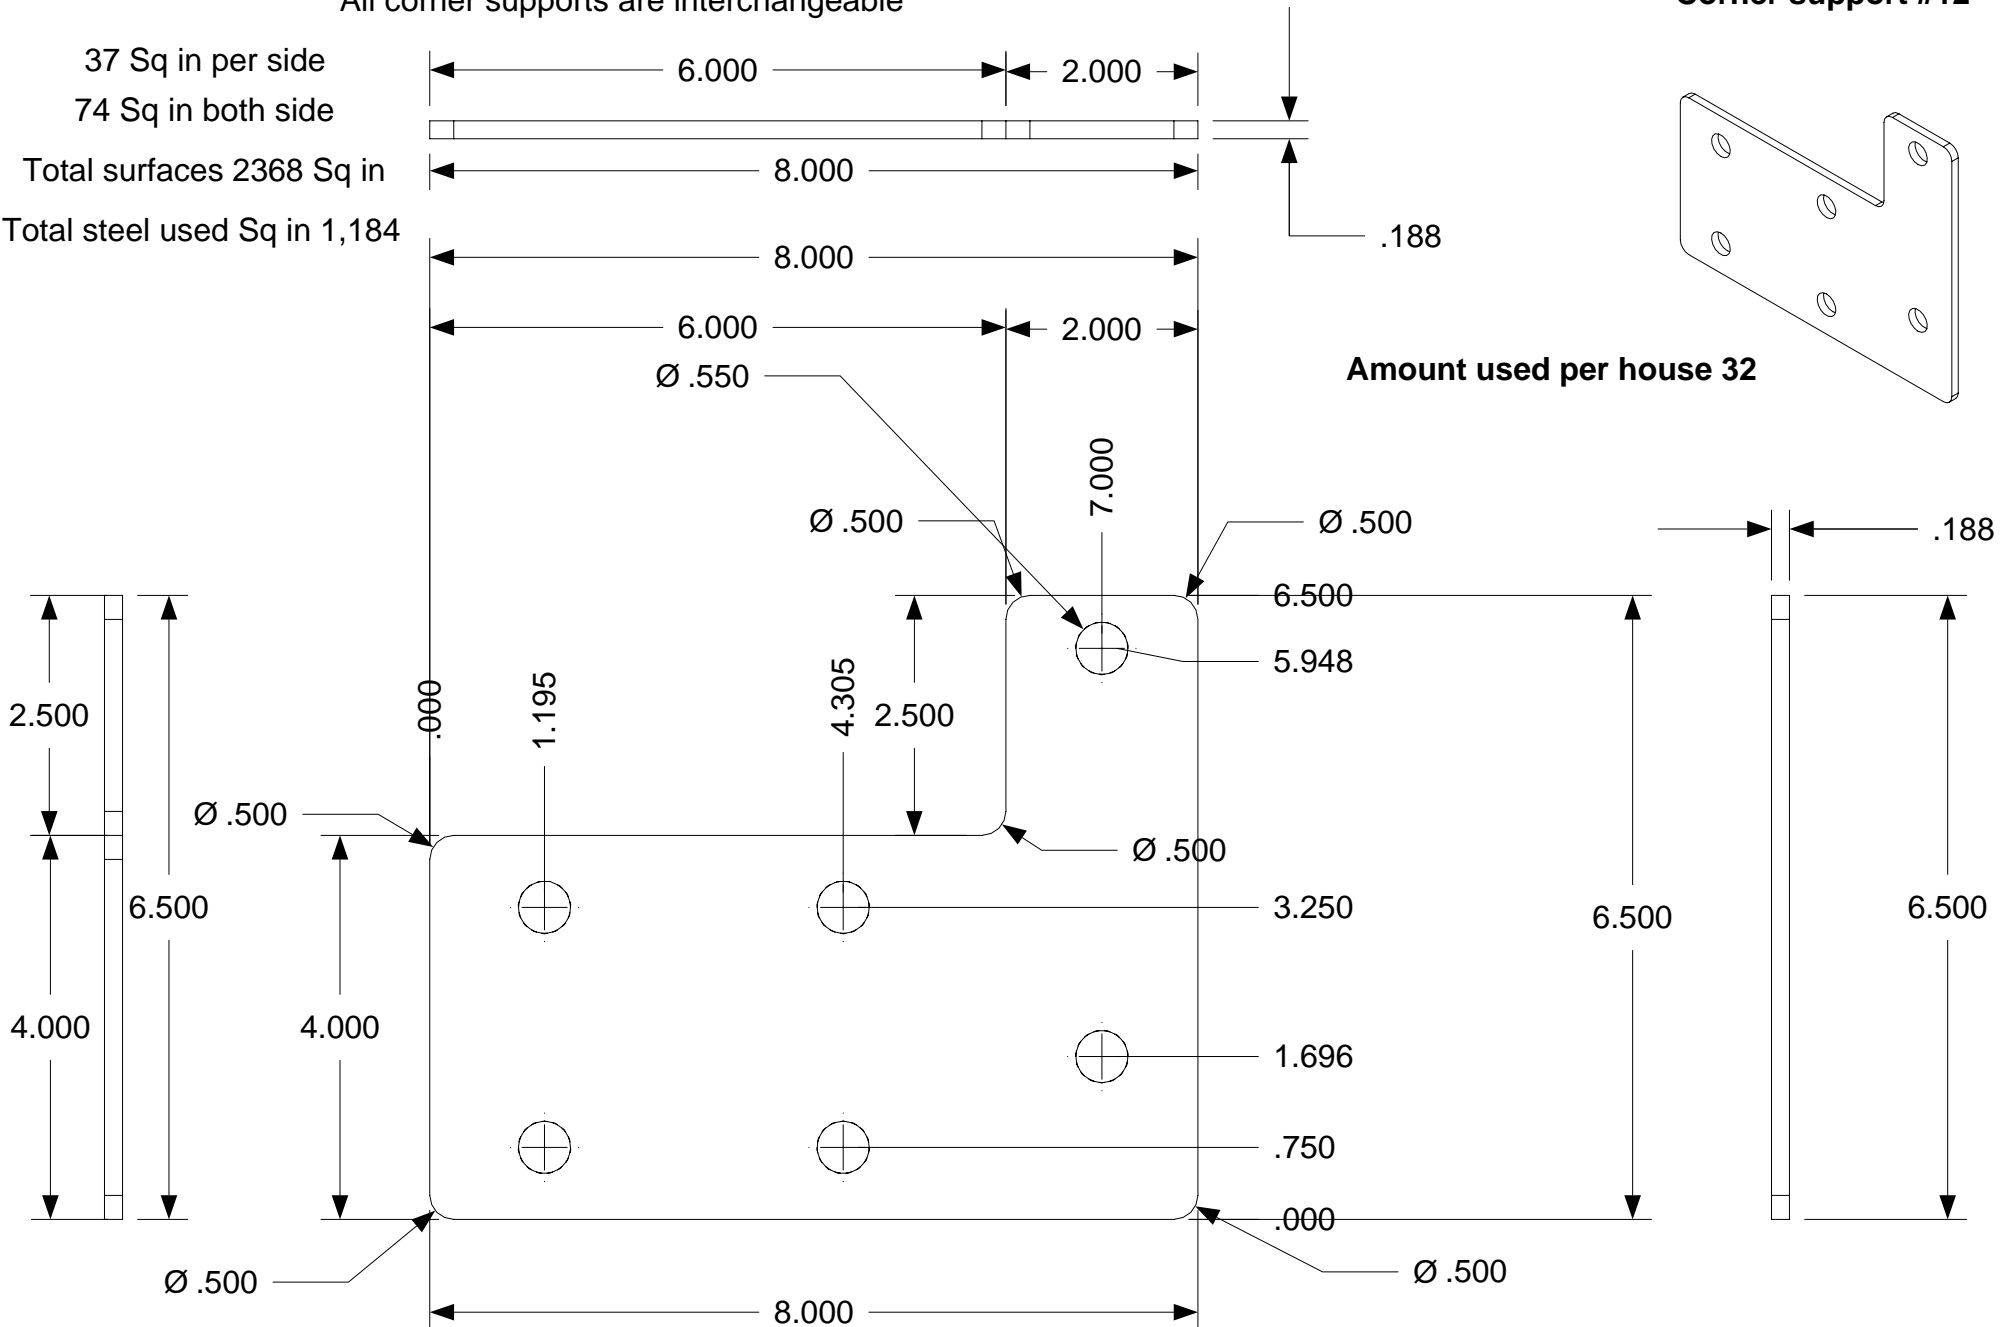 All corner supports are interchangeable
Corner support #12
37 Sq in per side
74 Sq in both side
Total surfaces 2368 Sq in
Total steel used Sq in 1,184
6.000
2.000
8.000
.188
8.000
6.000
2.000
Ø .550
Amount used per house 32
7.000
Ø .500
Ø .500
.188
6.500
5.948
.000
1.195
4.305
2.500
2.500
Ø .500
Ø .500
6.500
3.250
6.500
6.500
4.000
4.000
1.696
.750
.000
Ø .500
Ø .500
8.000